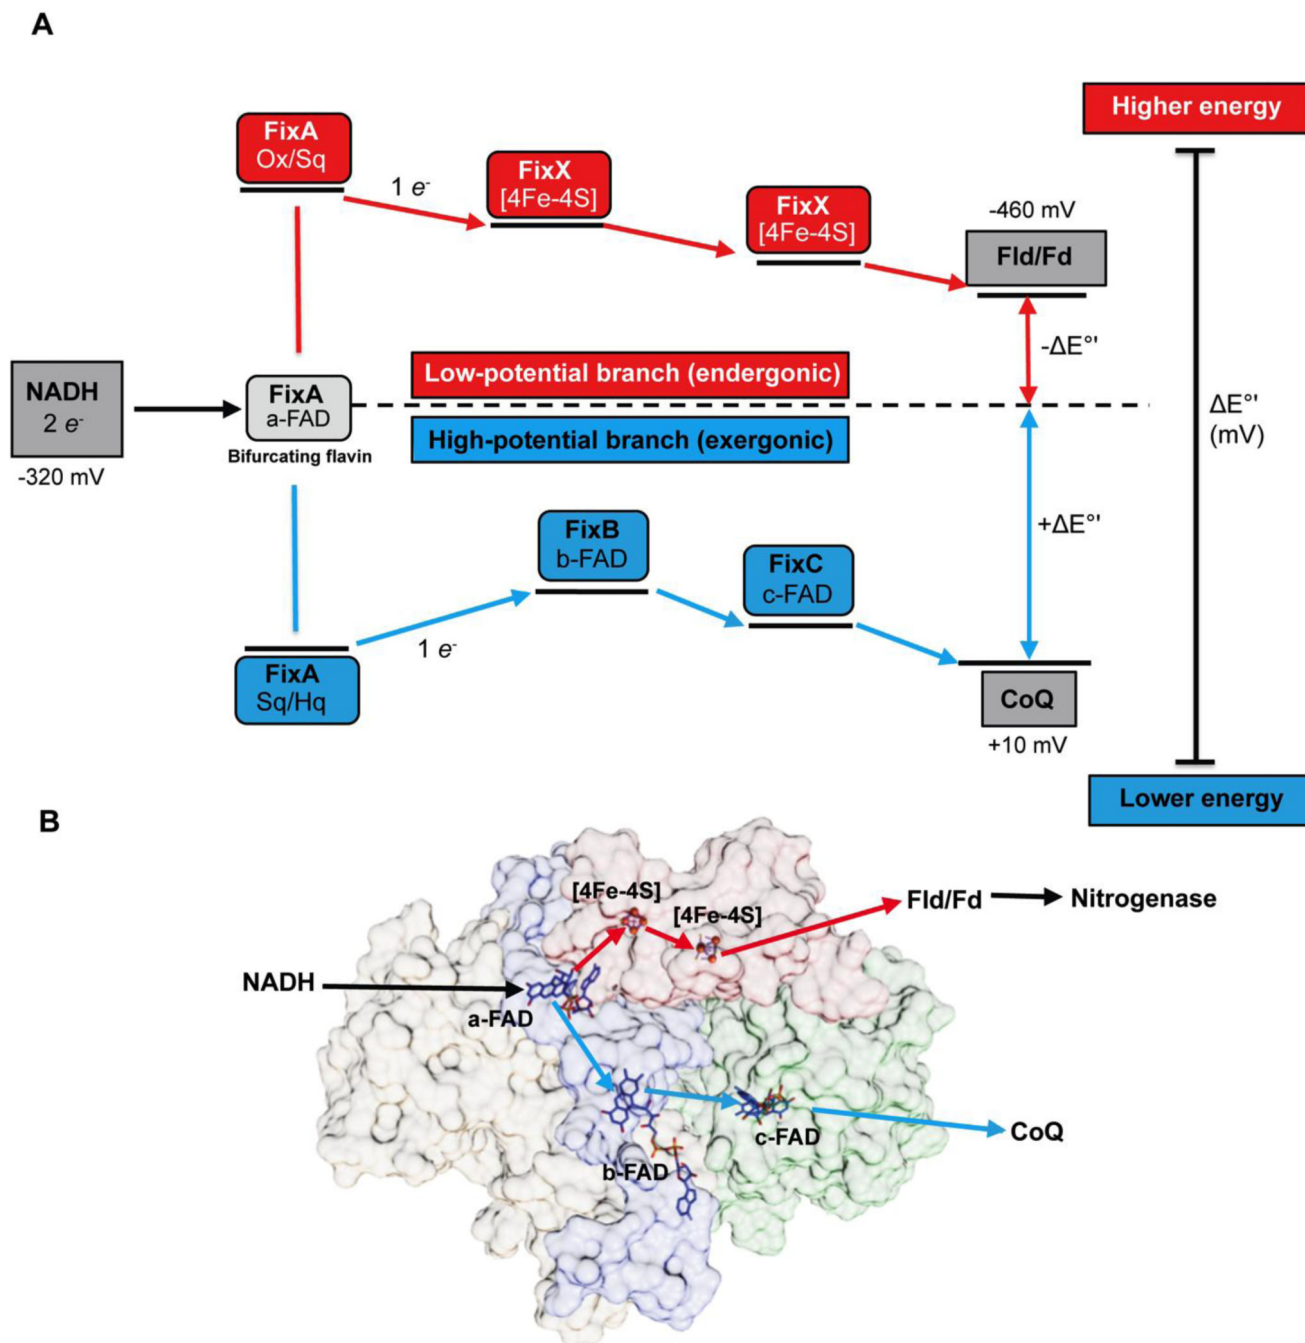 A
Higher energy
FixA
Ox/Sq
1 e-
FixX
[4Fe-4S]
FixX
[4Fe-4S]
-460 mV
Fld/Fd
-ΔE°'
Low-potential branch (endergonic)
NADH
2 e-
-320 mV
FixA
a-FAD
Bifurcating flavin
High-potential branch (exergonic)
ΔE°'
(mV)
+ΔE°'
FixB
b-FAD
FixC
c-FAD
1 e-
FixA
Sq/Hq
CoQ
+10 mV
Lower energy
B
[4Fe-4S]
[4Fe-4S]
Fld/Fd
Nitrogenase
NADH
a-FAD
b-FAD
c-FAD
CoQ